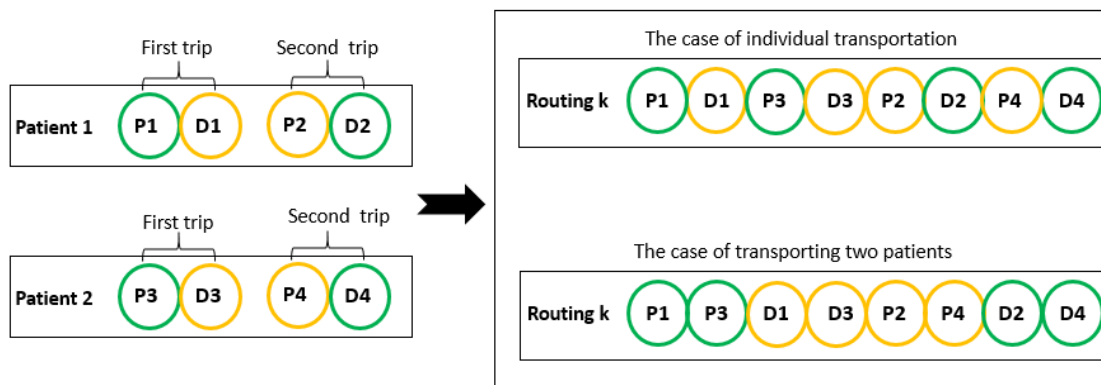 First trip
Second trip
Patient 1 P1 D1 P2 D2
First trip
Second trip
Patient 2 P3 D3 P4 D4
The case of individual transportation
Routing k P1 D1 P3 D3 P2 D2 P4 D4
The case of transporting two patients
Routing k P1 P3 D1 D3 P2 P4 D2 D4